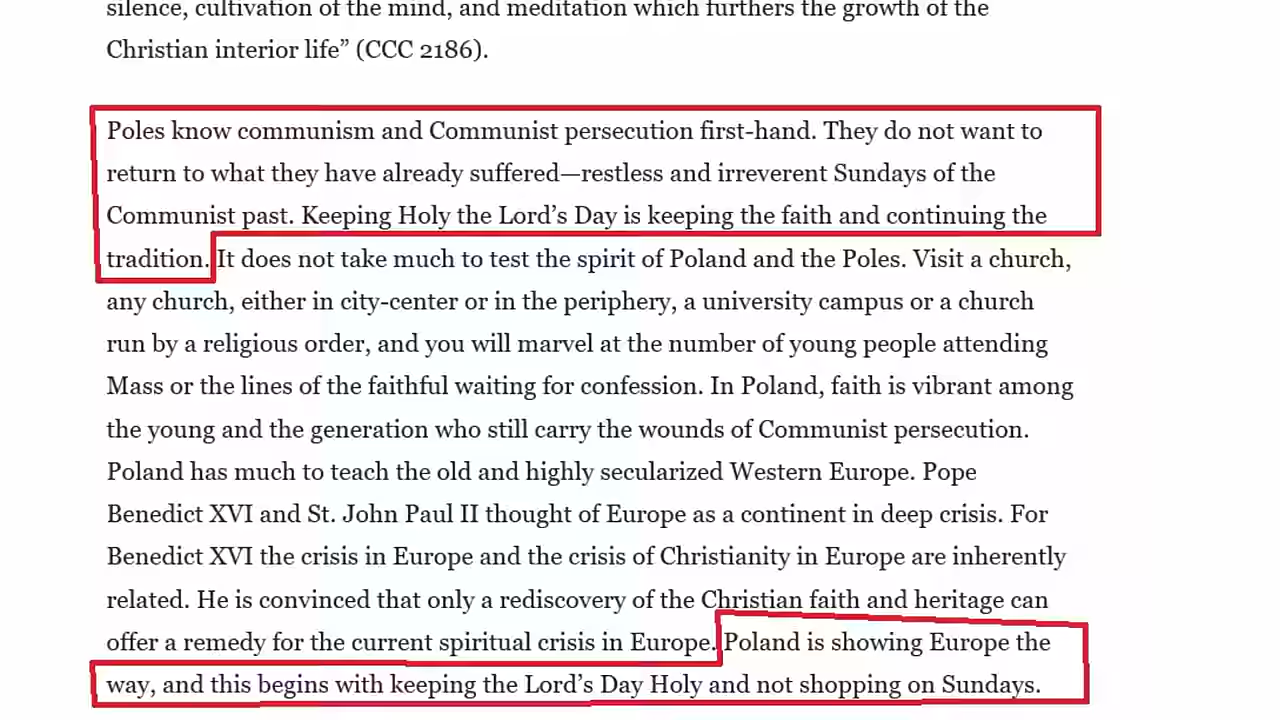 silence, cultivation of the mind, and meditation which furthers the growth of the
Christian interior life” (CCC 2186).
Poles know communism and Communist persecution first-hand. They do not want to
return to what they have already suffered—restless and irreverent Sundays of the
Communist past. Keeping Holy the Lord’s Day is keeping the faith and continuing the
tradition. It does not take much to test the spirit of Poland and the Poles. Visit a church,
any church, either in city-center or in the periphery, a university campus or a church
run by a religious order, and you will marvel at the number of young people attending
Mass or the lines of the faithful waiting for confession. In Poland, faith is vibrant among
the young and the generation who still carry the wounds of Communist persecution.
Poland has much to teach the old and highly secularized Western Europe. Pope
Benedict XVI and St. John Paul II thought of Europe as a continent in deep crisis. For
Benedict XVI the crisis in Europe and the crisis of Christianity in Europe are inherently
related. He is convinced that only a rediscovery of the Christian faith and heritage can
offer a remedy for the current spiritual crisis in Europe. Poland is showing Europe the
way, and this begins with keeping the Lord’s Day Holy and not shopping on Sundays.